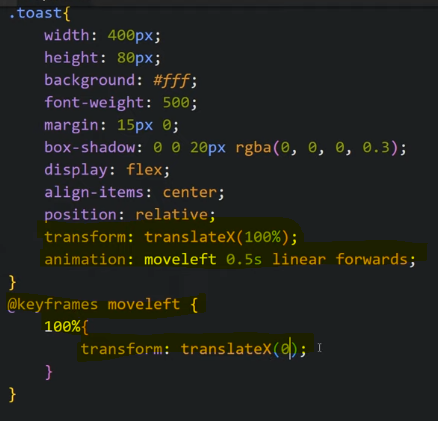 .toast{
width: 400px;
height: 80px;
background: #fff;
font-weight: 500;
margin: 15px 0;
box-shadow: 0 0 20px rgba(0, 0, 0, 0.3);
display: flex;
align-items: center;
position: relative;
transform: translateX(100%);
animation: moveleft 0.5s linear forwards;
}
@keyframes moveleft {
100%{
transform: translateX(0);
}
}